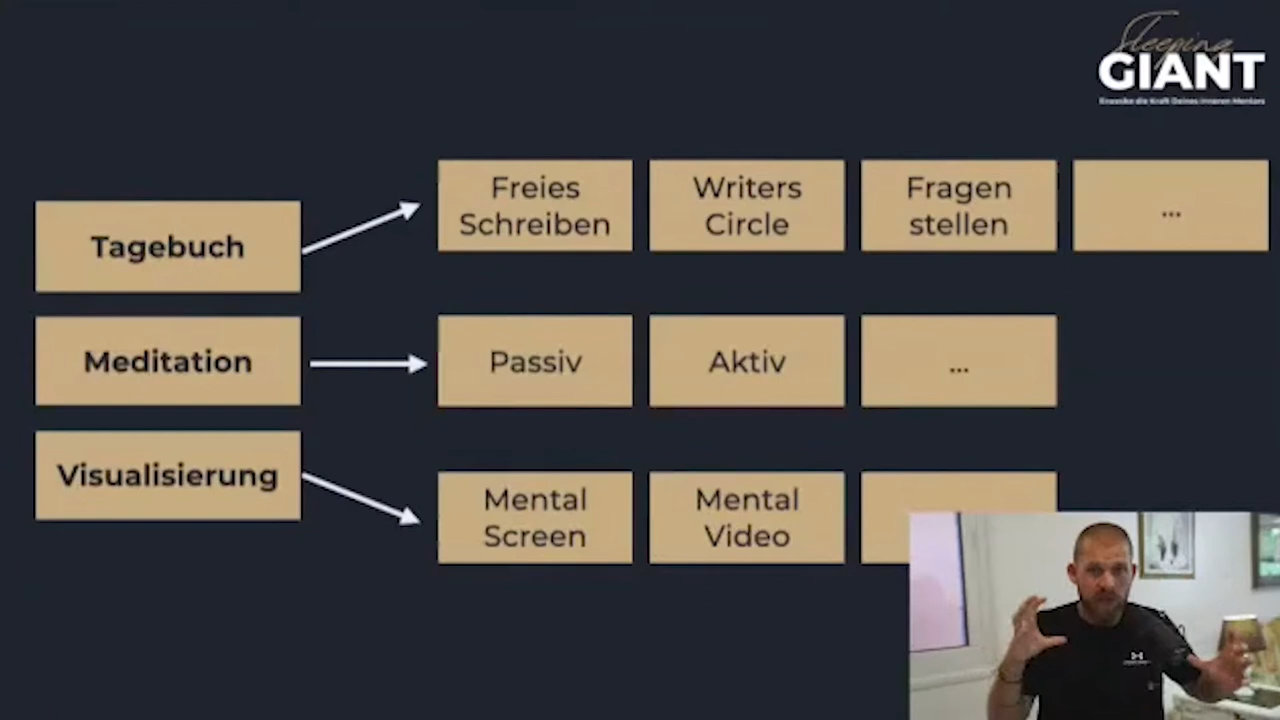 Sleeping
GIANT
Erwecke die Kraft Deines inneren Mentors
Freies
Schreiben
Writers
Circle
Fragen
stellen
...
Tagebuch
Meditation
Passiv
Aktiv
...
Visualisierung
Mental
Screen
Mental
Video